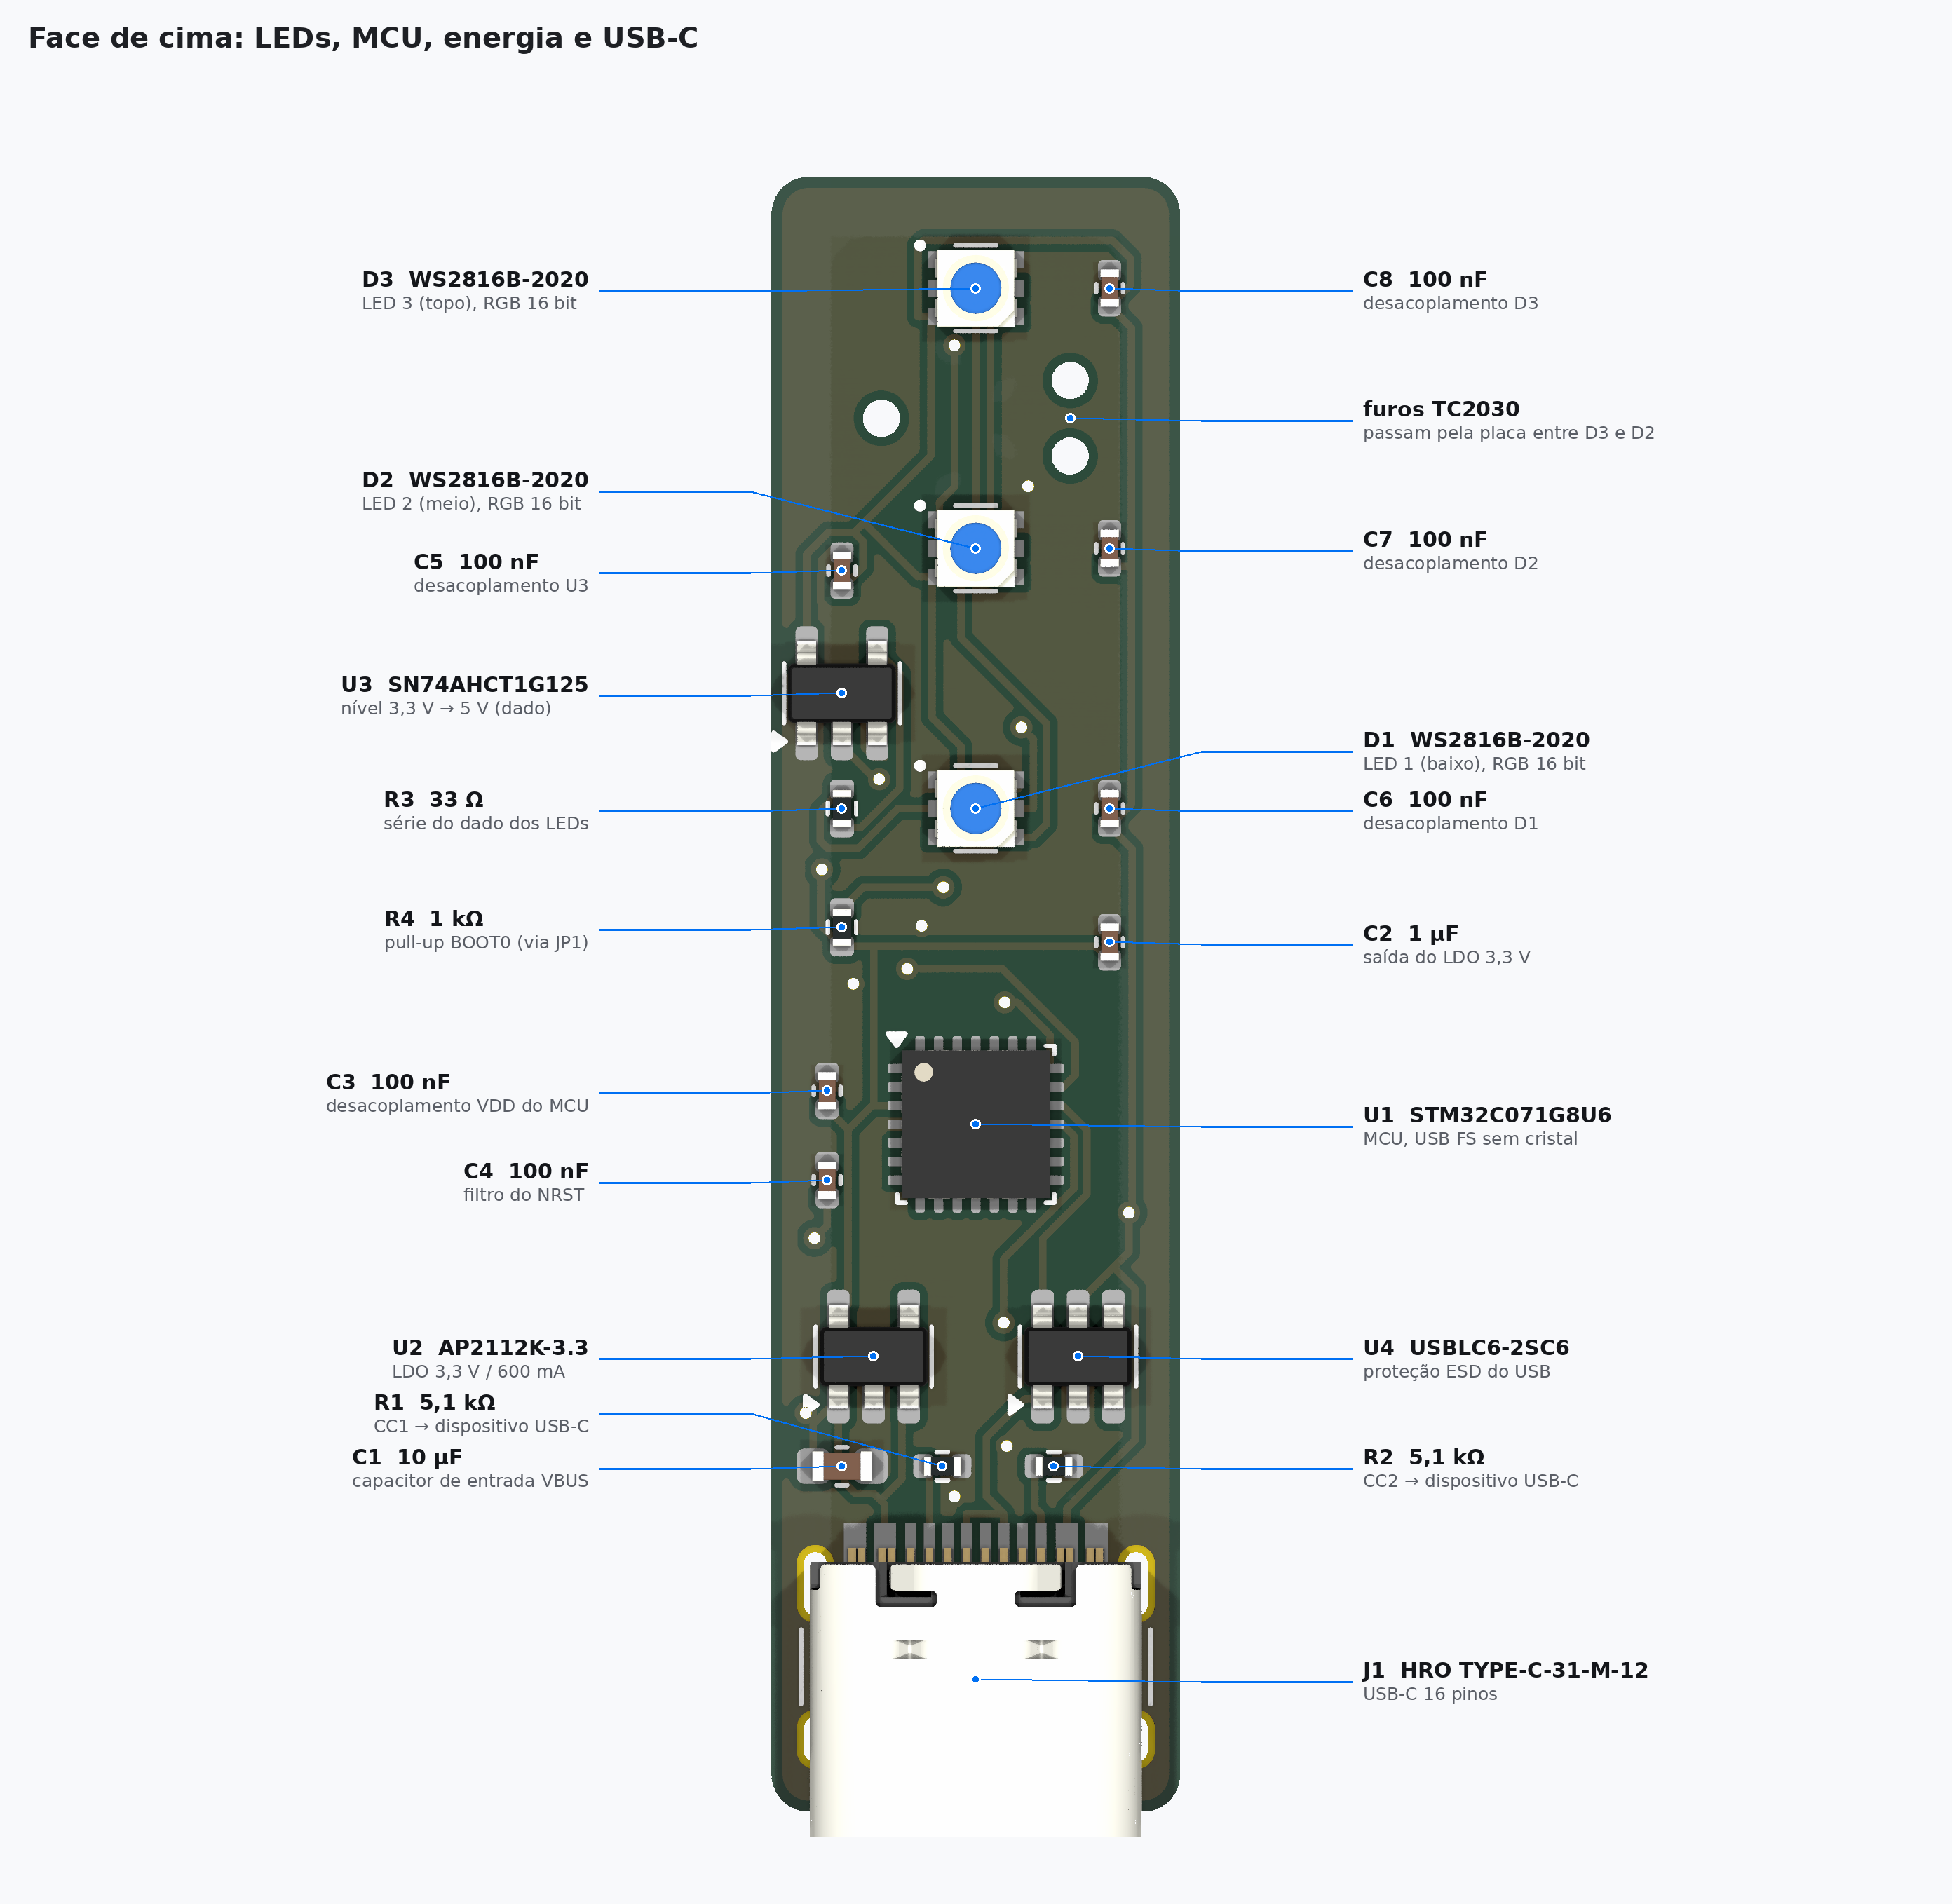 Face de cima: LEDs, MCU, energia e USB-C
D3  WS2816B-2020
LED 3 (topo), RGB 16 bit
D2  WS2816B-2020
LED 2 (meio), RGB 16 bit
C5  100 nF
desacoplamento U3
U3  SN74AHCT1G125
nível 3,3 V → 5 V (dado)
R3  33 Ω
série do dado dos LEDs
R4  1 kΩ
pull-up BOOT0 (via JP1)
C3  100 nF
desacoplamento VDD do MCU
C4  100 nF
filtro do NRST
U2  AP2112K-3.3
LDO 3,3 V / 600 mA
R1  5,1 kΩ
CC1 → dispositivo USB-C
C1  10 µF
capacitor de entrada VBUS
C8  100 nF
desacoplamento D3
furos TC2030
passam pela placa entre D3 e D2
C7  100 nF
desacoplamento D2
D1  WS2816B-2020
LED 1 (baixo), RGB 16 bit
C6  100 nF
desacoplamento D1
C2  1 µF
saída do LDO 3,3 V
U1  STM32C071G8U6
MCU, USB FS sem cristal
U4  USBLC6-2SC6
proteção ESD do USB
R2  5,1 kΩ
CC2 → dispositivo USB-C
J1  HRO TYPE-C-31-M-12
USB-C 16 pinos